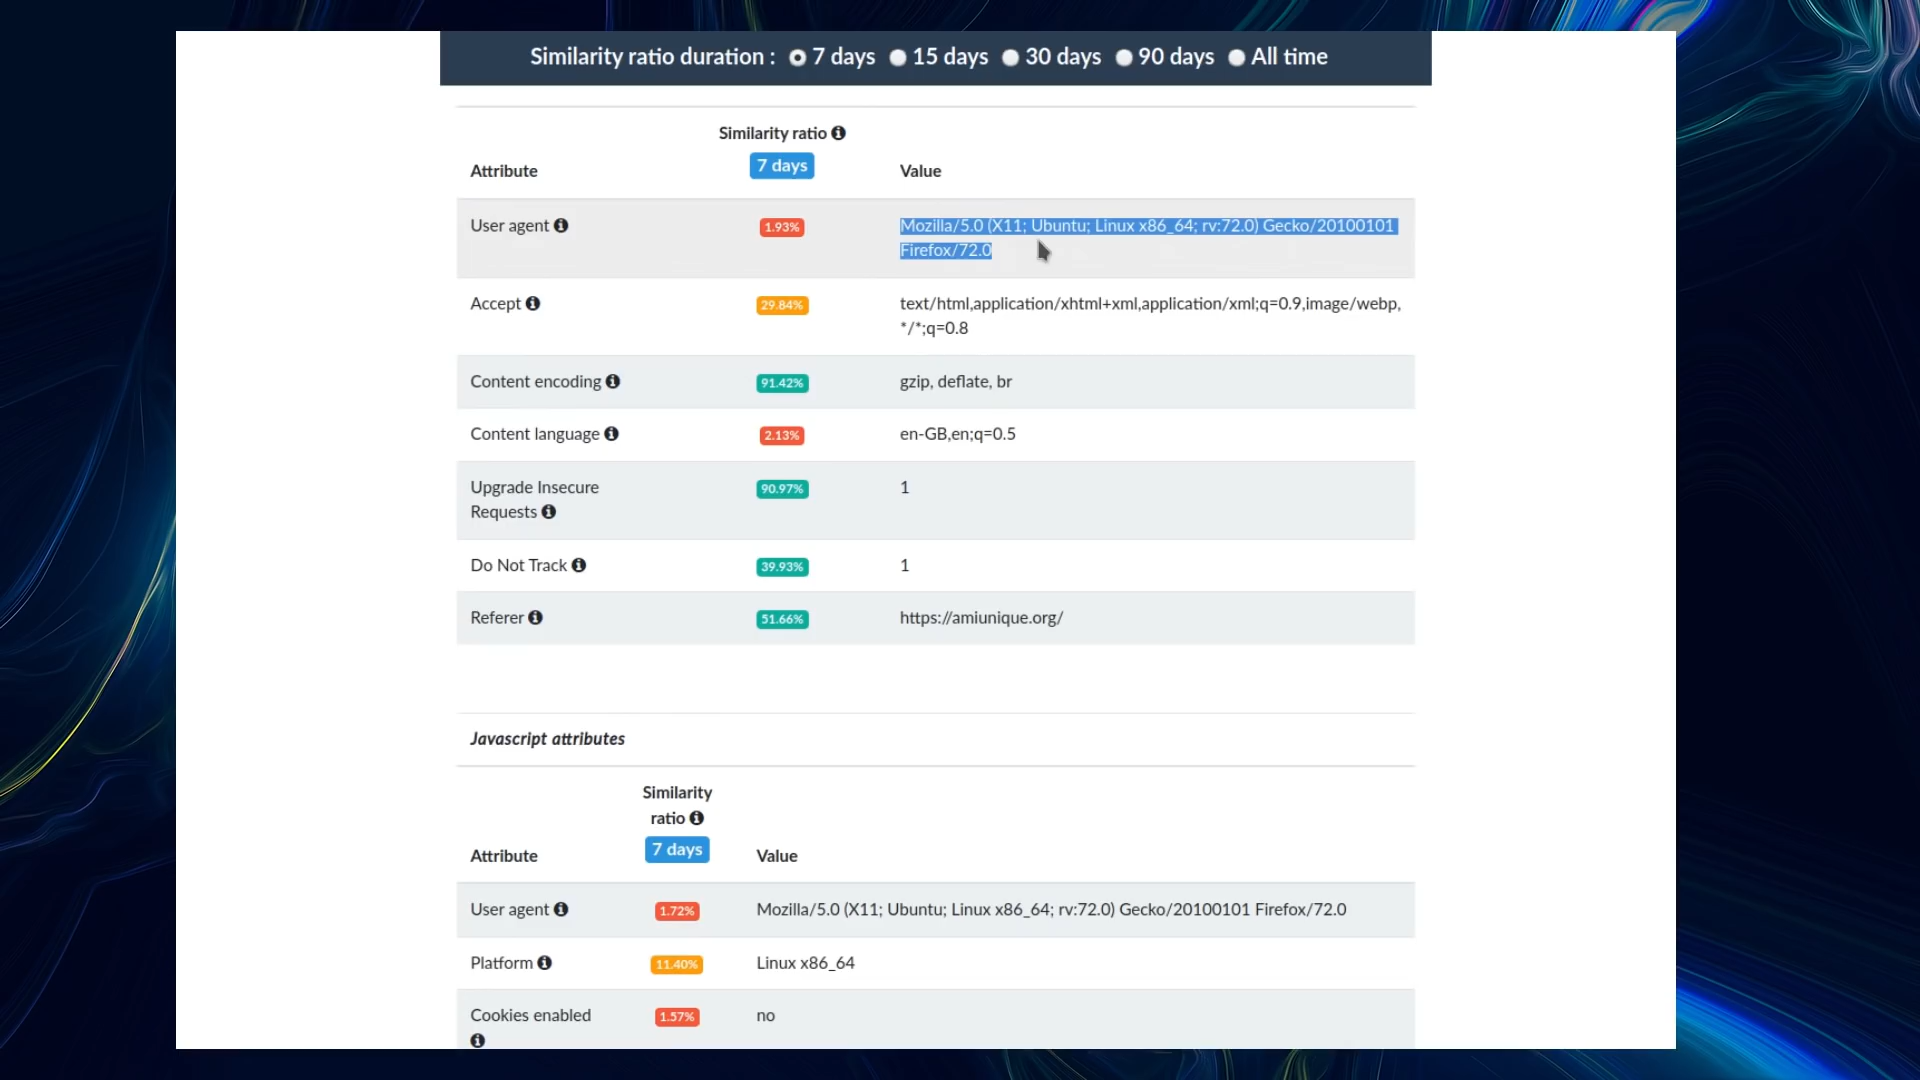 Similarity ratio duration : 7 days 15 days 30 days 90 days All time
Similarity ratio
Attribute 7 days Value
User agent 1.93% Mozilla/5.0 (X11; Ubuntu; Linux x86_64; rv:72.0) Gecko/20100101
Firefox/72.0
Accept 29.84% text/html,application/xhtml+xml,application/xml;q=0.9,image/webp,
*/*;q=0.8
Content encoding 91.42% gzip, deflate, br
Content language 2.13% en-GB,en;q=0.5
Upgrade Insecure 90.97% 1
Requests
Do Not Track 39.93% 1
Referer 51.66% https://amiunique.org/
Javascript attributes
Similarity
ratio
Attribute 7 days Value
User agent 1.72% Mozilla/5.0 (X11; Ubuntu; Linux x86_64; rv:72.0) Gecko/20100101 Firefox/72.0
Platform 11.40% Linux x86_64
Cookies enabled 1.57% no